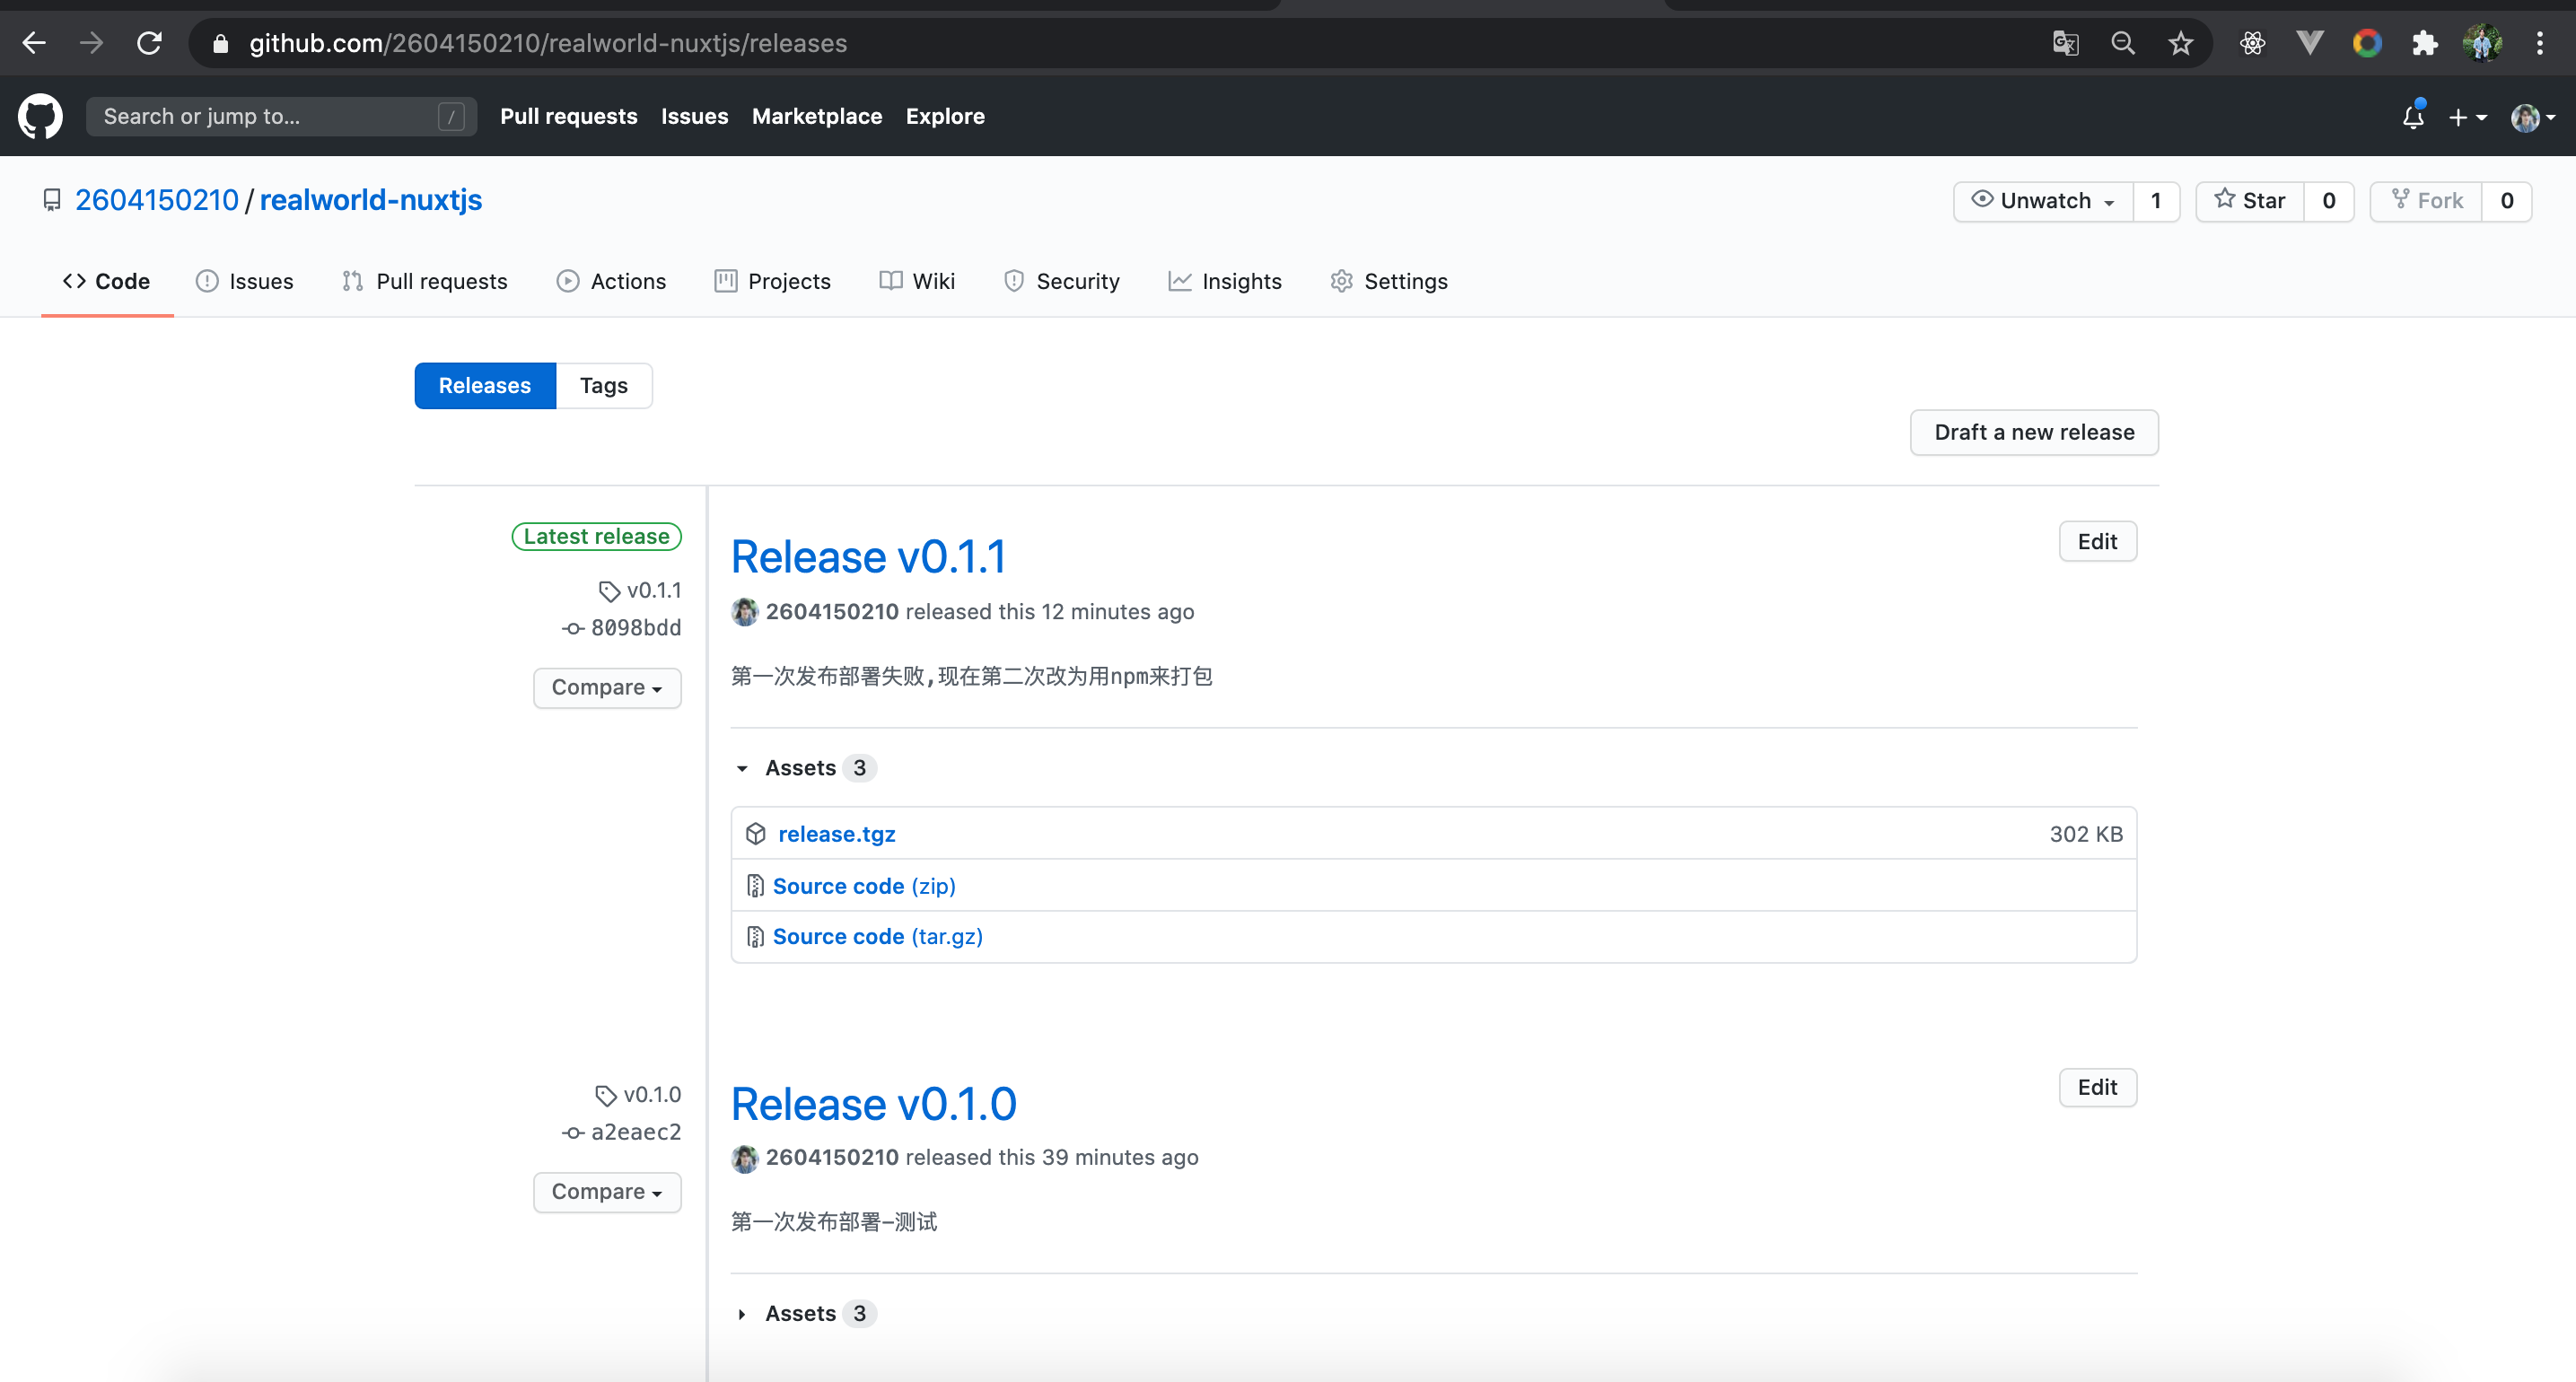 github.com/2604150210/realworld-nuxtjs/releases
Search or jump to... / Pull requests Issues Marketplace Explore
2604150210 / realworld-nuxtjs Unwatch 1 Star 0 Fork 0
Code Issues Pull requests Actions Projects Wiki Security Insights Settings
Releases Tags
Draft a new release
Latest release
v0.1.1
8098bdd
Compare
Release v0.1.1 Edit
2604150210 released this 12 minutes ago
第一次发布部署失败,现在第二次改为用npm来打包
Assets 3
release.tgz 302 KB
Source code (zip)
Source code (tar.gz)
v0.1.0
a2eaec2
Compare
Release v0.1.0 Edit
2604150210 released this 39 minutes ago
第一次发布部署-测试
Assets 3